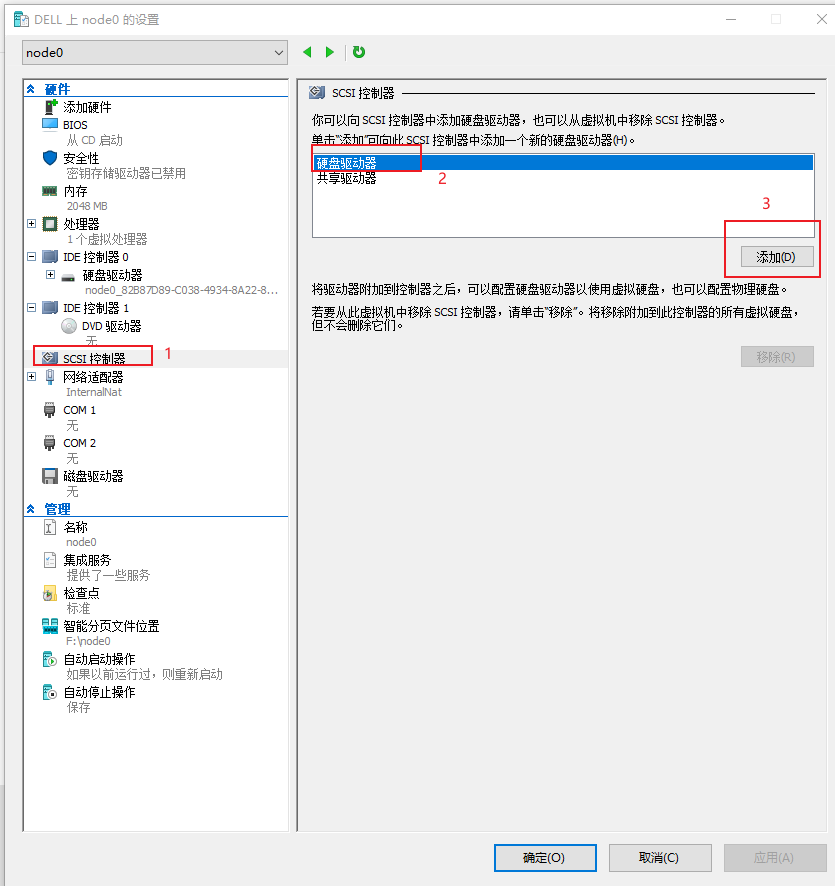 DELL 上 node0 的设置
node0
硬件
添加硬件
BIOS
从 CD 启动
安全性
密钥存储驱动器已禁用
内存
2048 MB
处理器
1 个虚拟处理器
IDE 控制器 0
硬盘驱动器
node0_82B87D89-C038-4934-8A22-8...
IDE 控制器 1
DVD 驱动器
无
SCSI 控制器
1
网络适配器
InternalNat
COM 1
无
COM 2
无
磁盘驱动器
无
管理
名称
node0
集成服务
提供了一些服务
检查点
标准
智能分页文件位置
F:\node0
自动启动操作
如果以前运行过，则重新启动
自动停止操作
保存
SCSI 控制器
你可以向 SCSI 控制器中添加硬盘驱动器，也可以从虚拟机中移除 SCSI 控制器。
单击“添加”可向此 SCSI 控制器中添加一个新的硬盘驱动器(H)。
硬盘驱动器
共享驱动器
2
3
添加(D)
将驱动器附加到控制器之后，可以配置硬盘驱动器以使用虚拟硬盘，也可以配置物理硬盘。
若要从此虚拟机中移除 SCSI 控制器，请单击“移除”。将移除附加到此控制器的所有虚拟硬盘，
但不会删除它们。
移除(R)
确定(O)
取消(C)
应用(A)